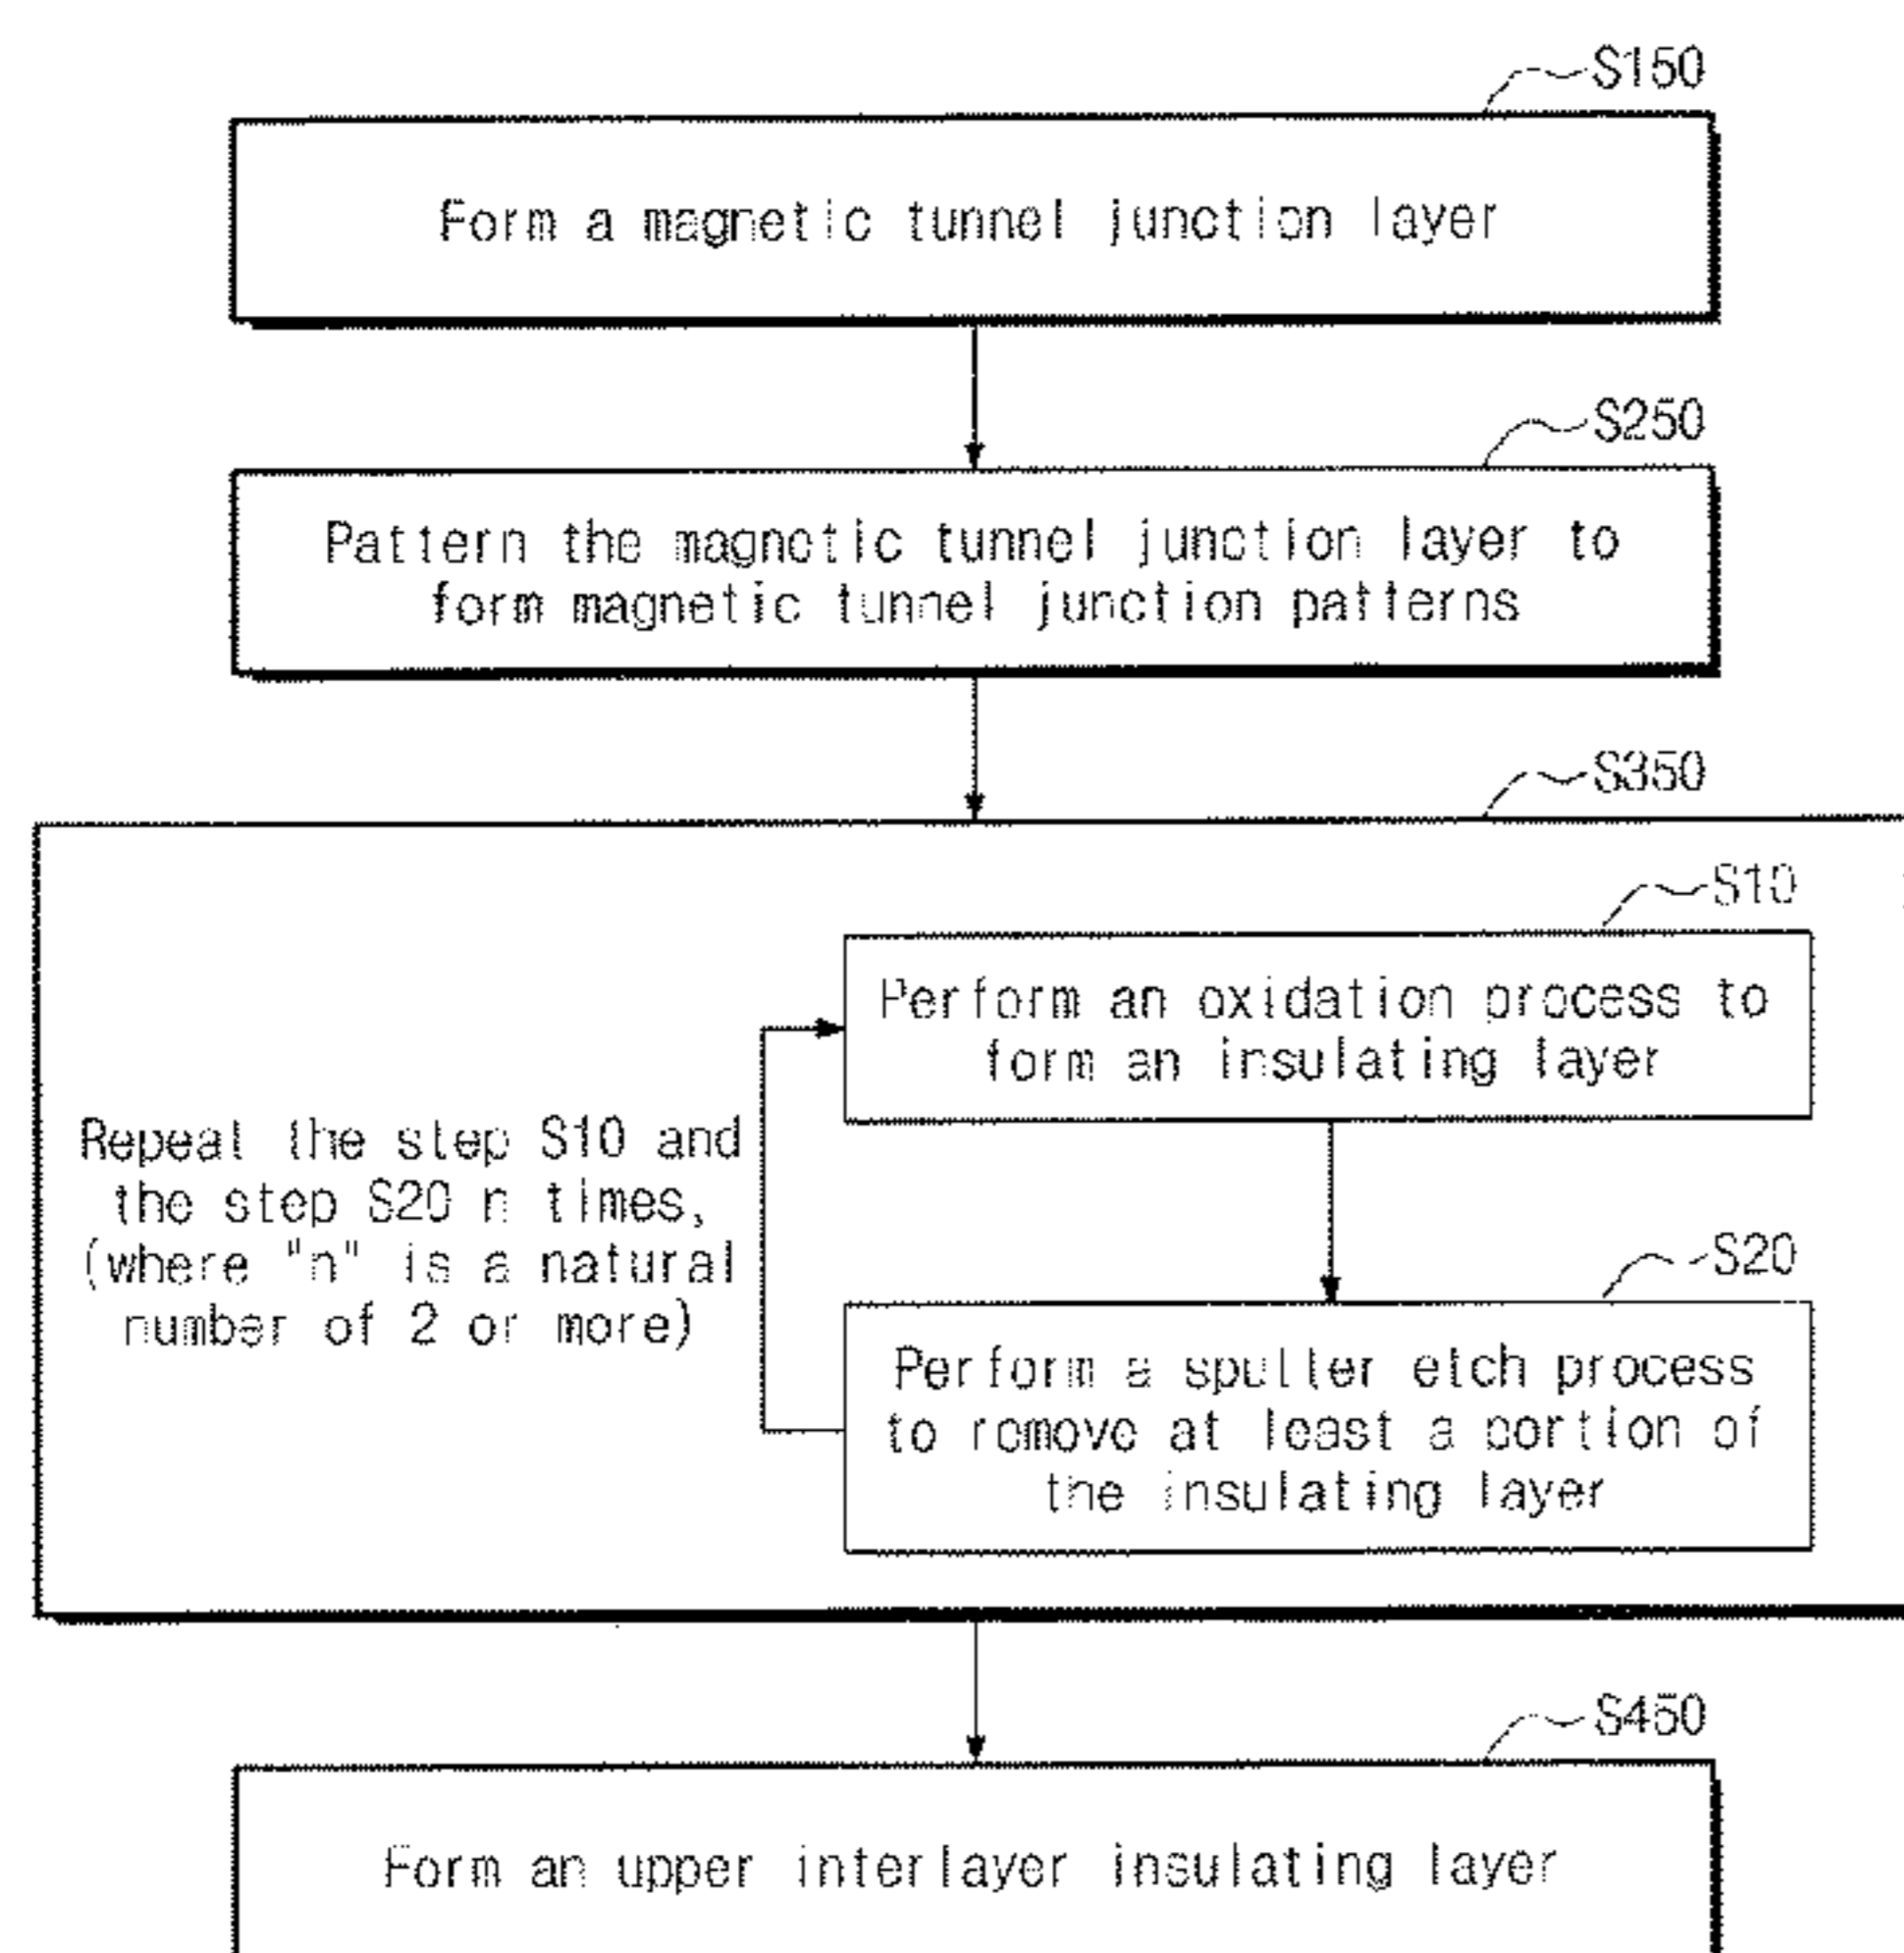 S150
Form a magnetic tunnel junction layer
S250
Pattern the magnetic tunnel junction layer to
form magnetic tunnel junction patterns
S350
S10
Perform an oxidation process to
form an insulating layer
Repeat the step S10 and
the step S20 n times,
(where "n" is a natural
number of 2 or more)
S20
Perform a sputter etch process
to remove at least a portion of
the insulating layer
S450
Form an upper interlayer insulating layer